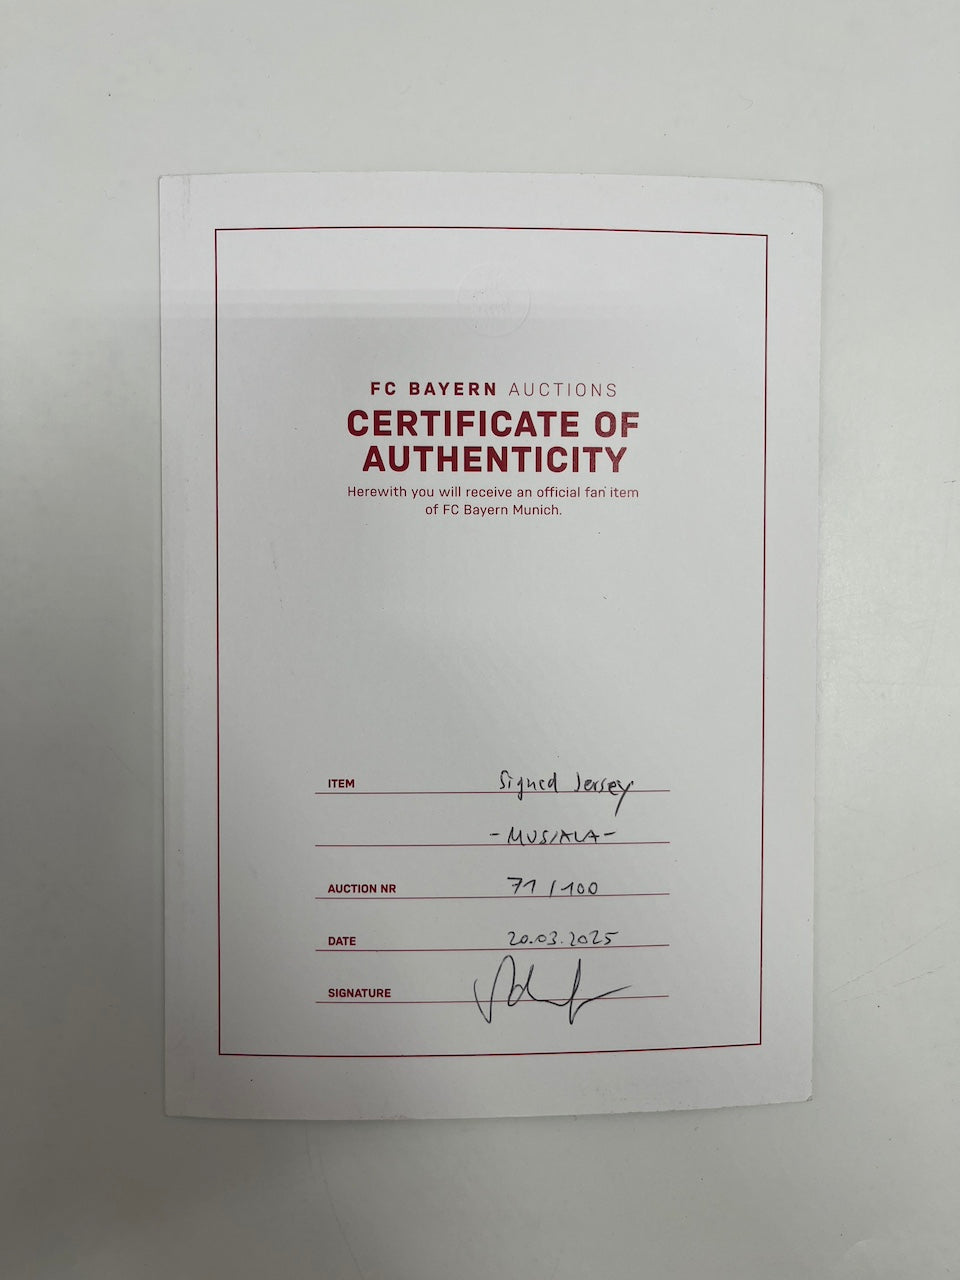 FC BAYERN AUCTIONS
CERTIFICATE OF
AUTHENTICITY
Herewith you will receive an official fan item
of FC Bayern Munich.
ITEM Signed Jersey
- MUSIALA -
AUCTION NR 71/100
DATE 20.03.2025
SIGNATURE